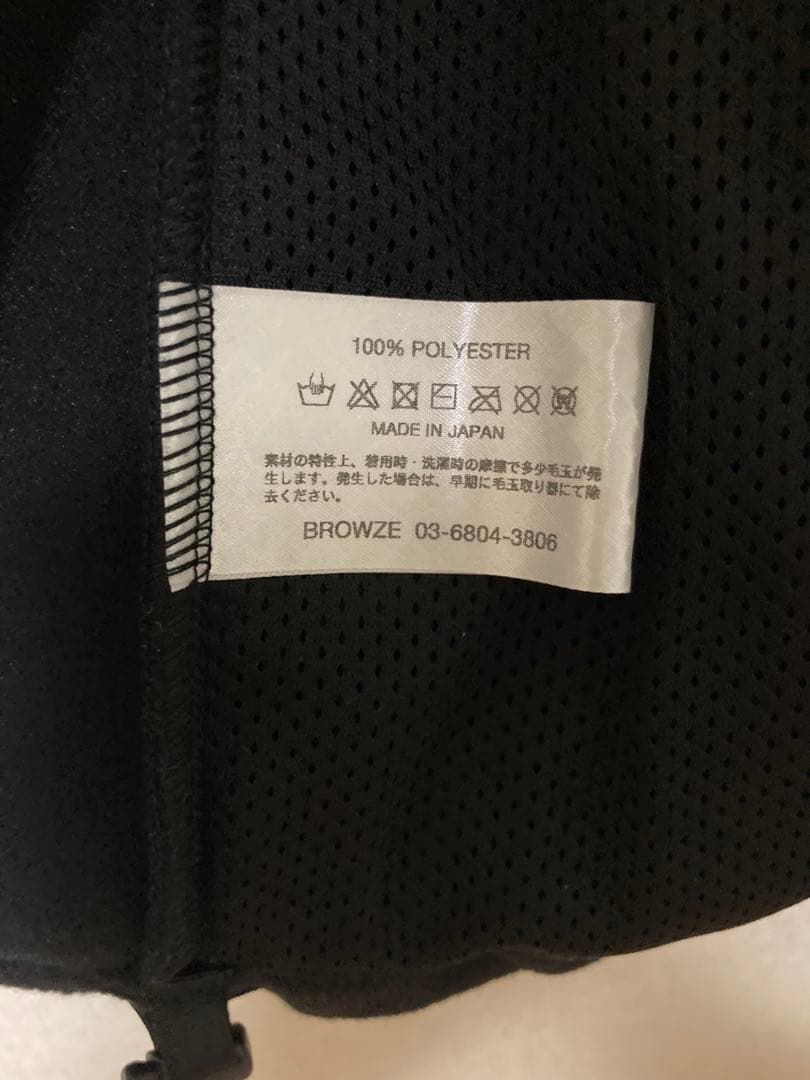 100% POLYESTER
MADE IN JAPAN
素材の特性上、着用時・洗濯時の摩擦で多少毛玉が発
生します。発生した場合は、早期に毛玉取り器にて除
去ください。
BROWZE 03-6804-3806